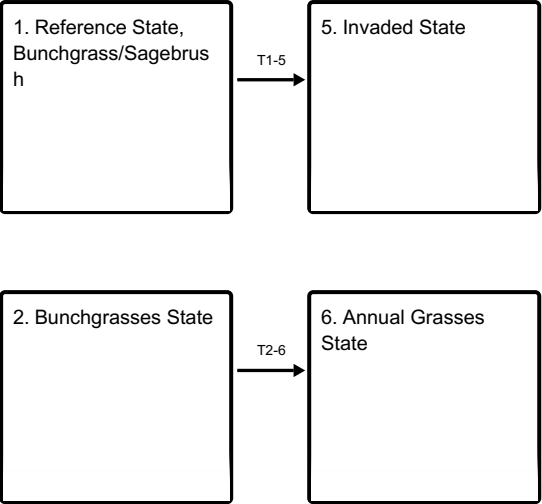 1. Reference State,
Bunchgrass/Sagebrus
h
T1-5
5. Invaded State
2. Bunchgrasses State
T2-6
6. Annual Grasses
State